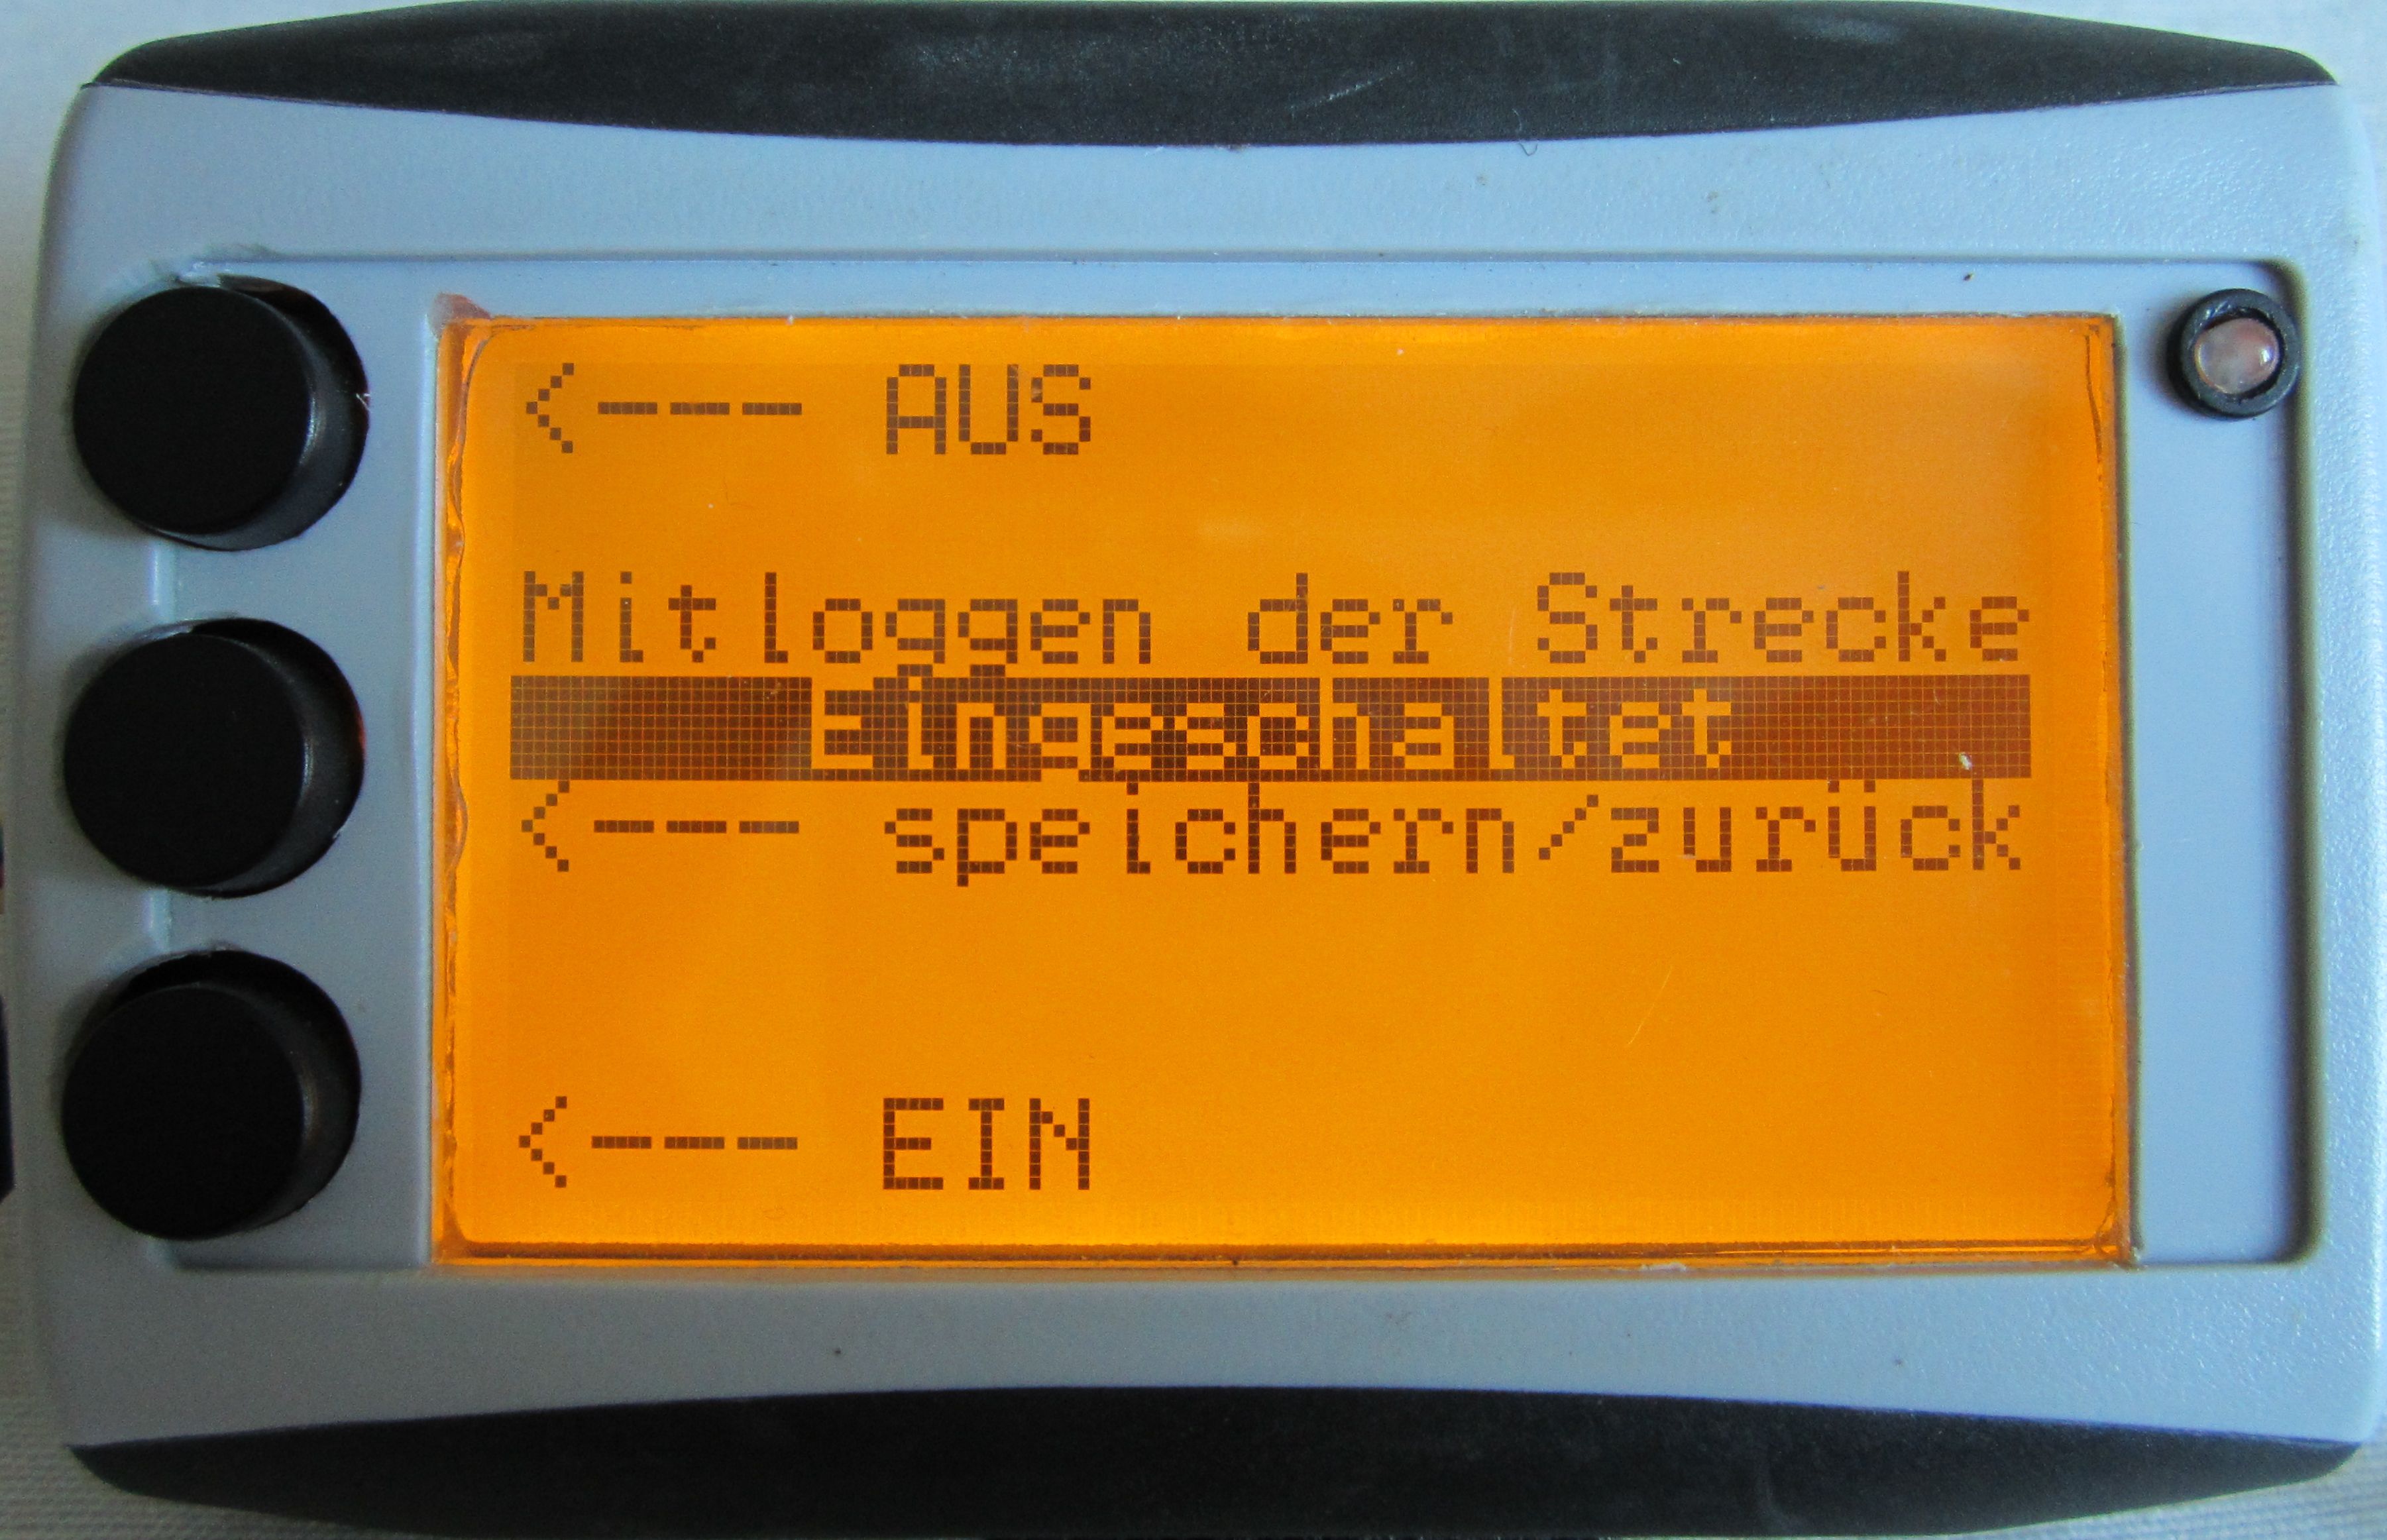 <--- AUS
Mitloggen der Strecke
Eingeschaltet
<--- speichern/zurück
<--- EIN